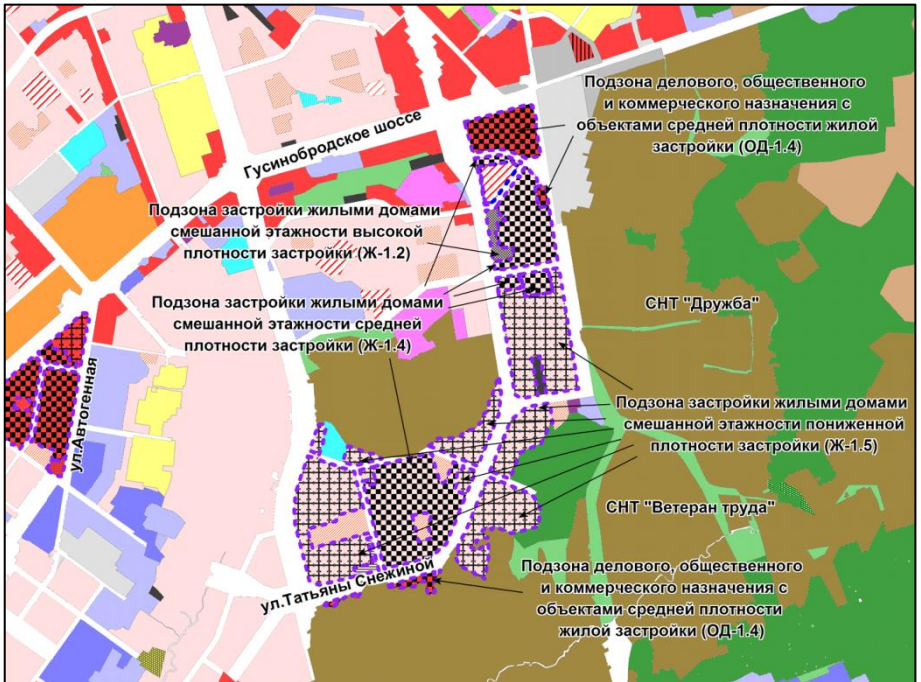 Подзона делового, общественного
и коммерческого назначения с
объектами средней плотности жилой
застройки (ОД-1.4)
Гусинобродское шоссе
Подзона застройки жилыми домами
смешанной этажности высокой
плотности застройки (Ж-1.2)
Подзона застройки жилыми домами
смешанной этажности средней
плотности застройки (Ж-1.4)
СНТ "Дружба"
ул.Автогенная
Подзона застройки жилыми домами
смешанной этажности пониженной
плотности застройки (Ж-1.5)
СНТ "Ветеран труда"
ул.Татьяны Снежиной
Подзона делового, общественного
и коммерческого назначения с
объектами средней плотности
жилой застройки (ОД-1.4)